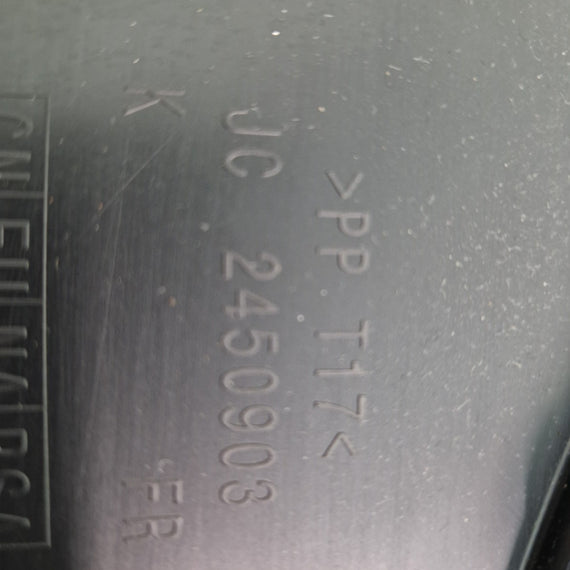 >PP T17<
JC 2450903
K FR